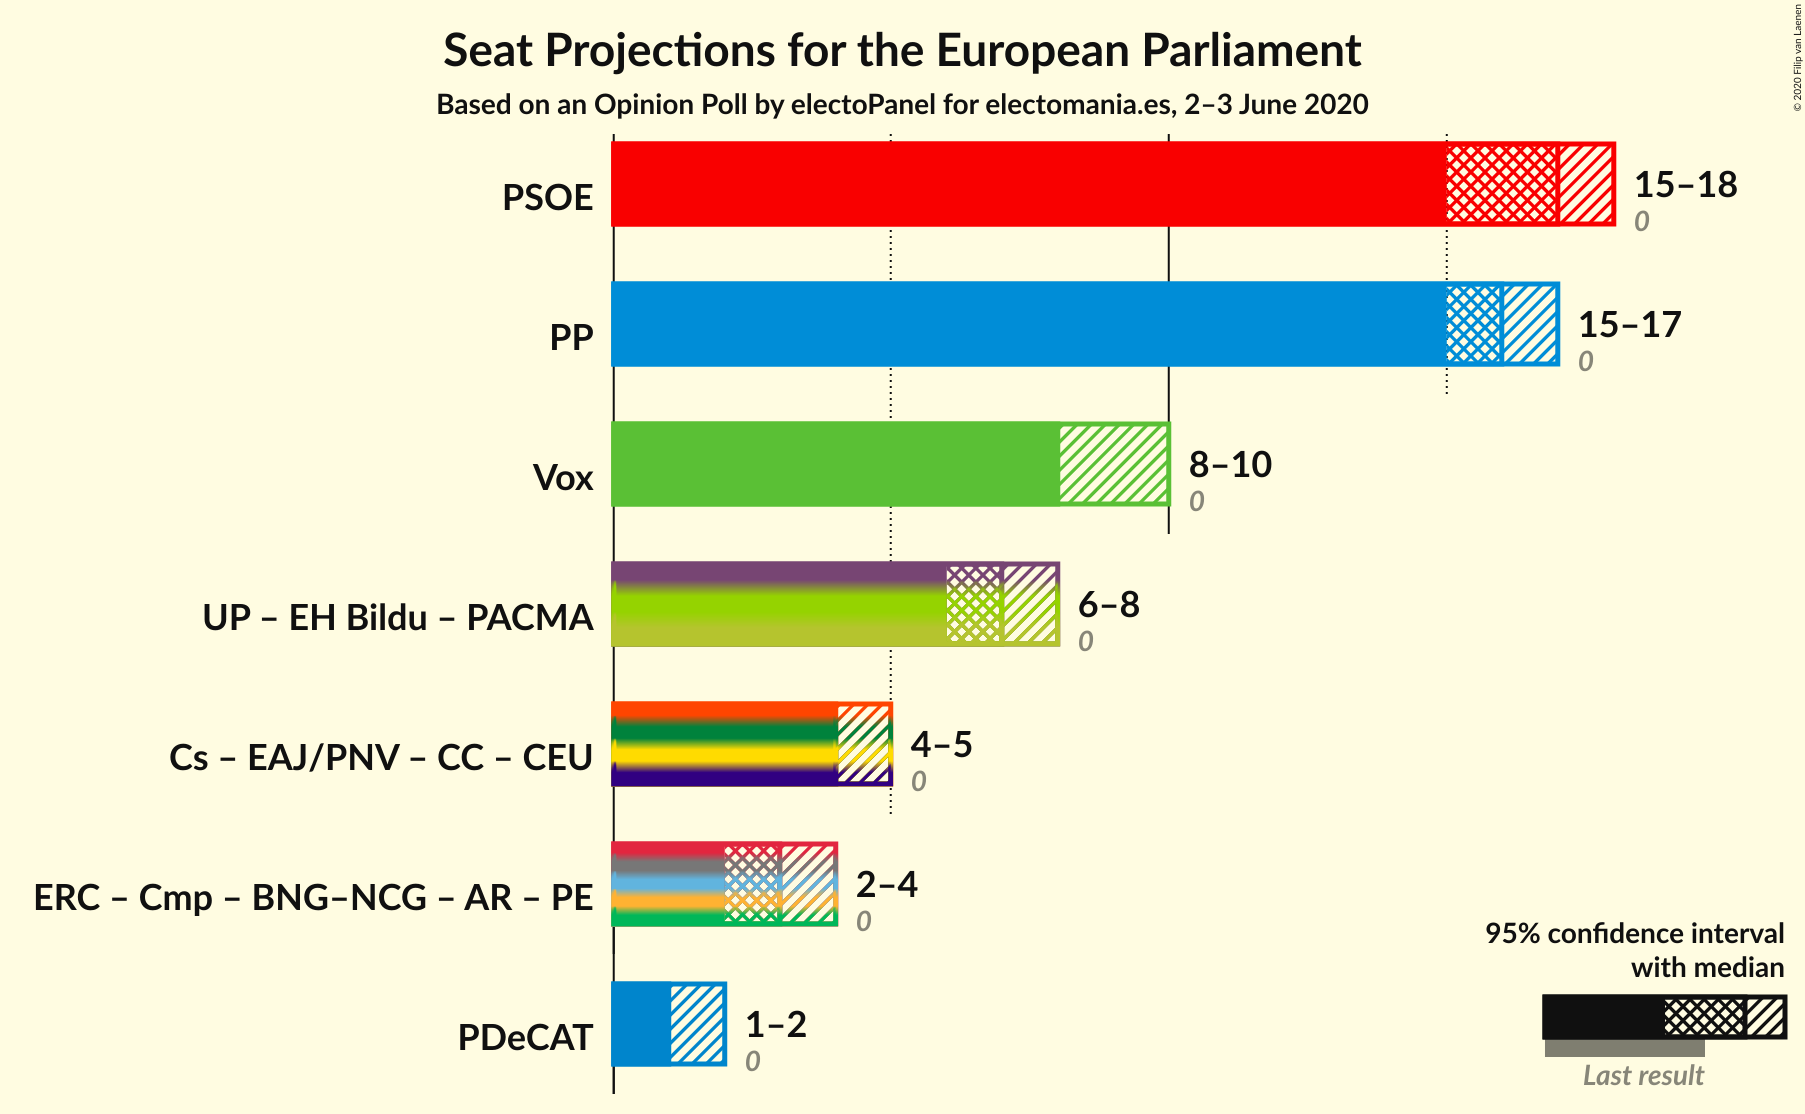 Seat Projections for the European Parliament
Based on an Opinion Poll by electoPanel for electomania.es, 2–3 June 2020
© 2020 Filip van Laenen
PSOE
15–18
0
PP
15–17
0
Vox
8–10
0
UP – EH Bildu – PACMA
6–8
0
Cs – EAJ/PNV – CC – CEU
4–5
0
ERC – Cmp – BNG–NCG – AR – PE
2–4
0
PDeCAT
1–2
0
95% confidence interval
with median
Last result